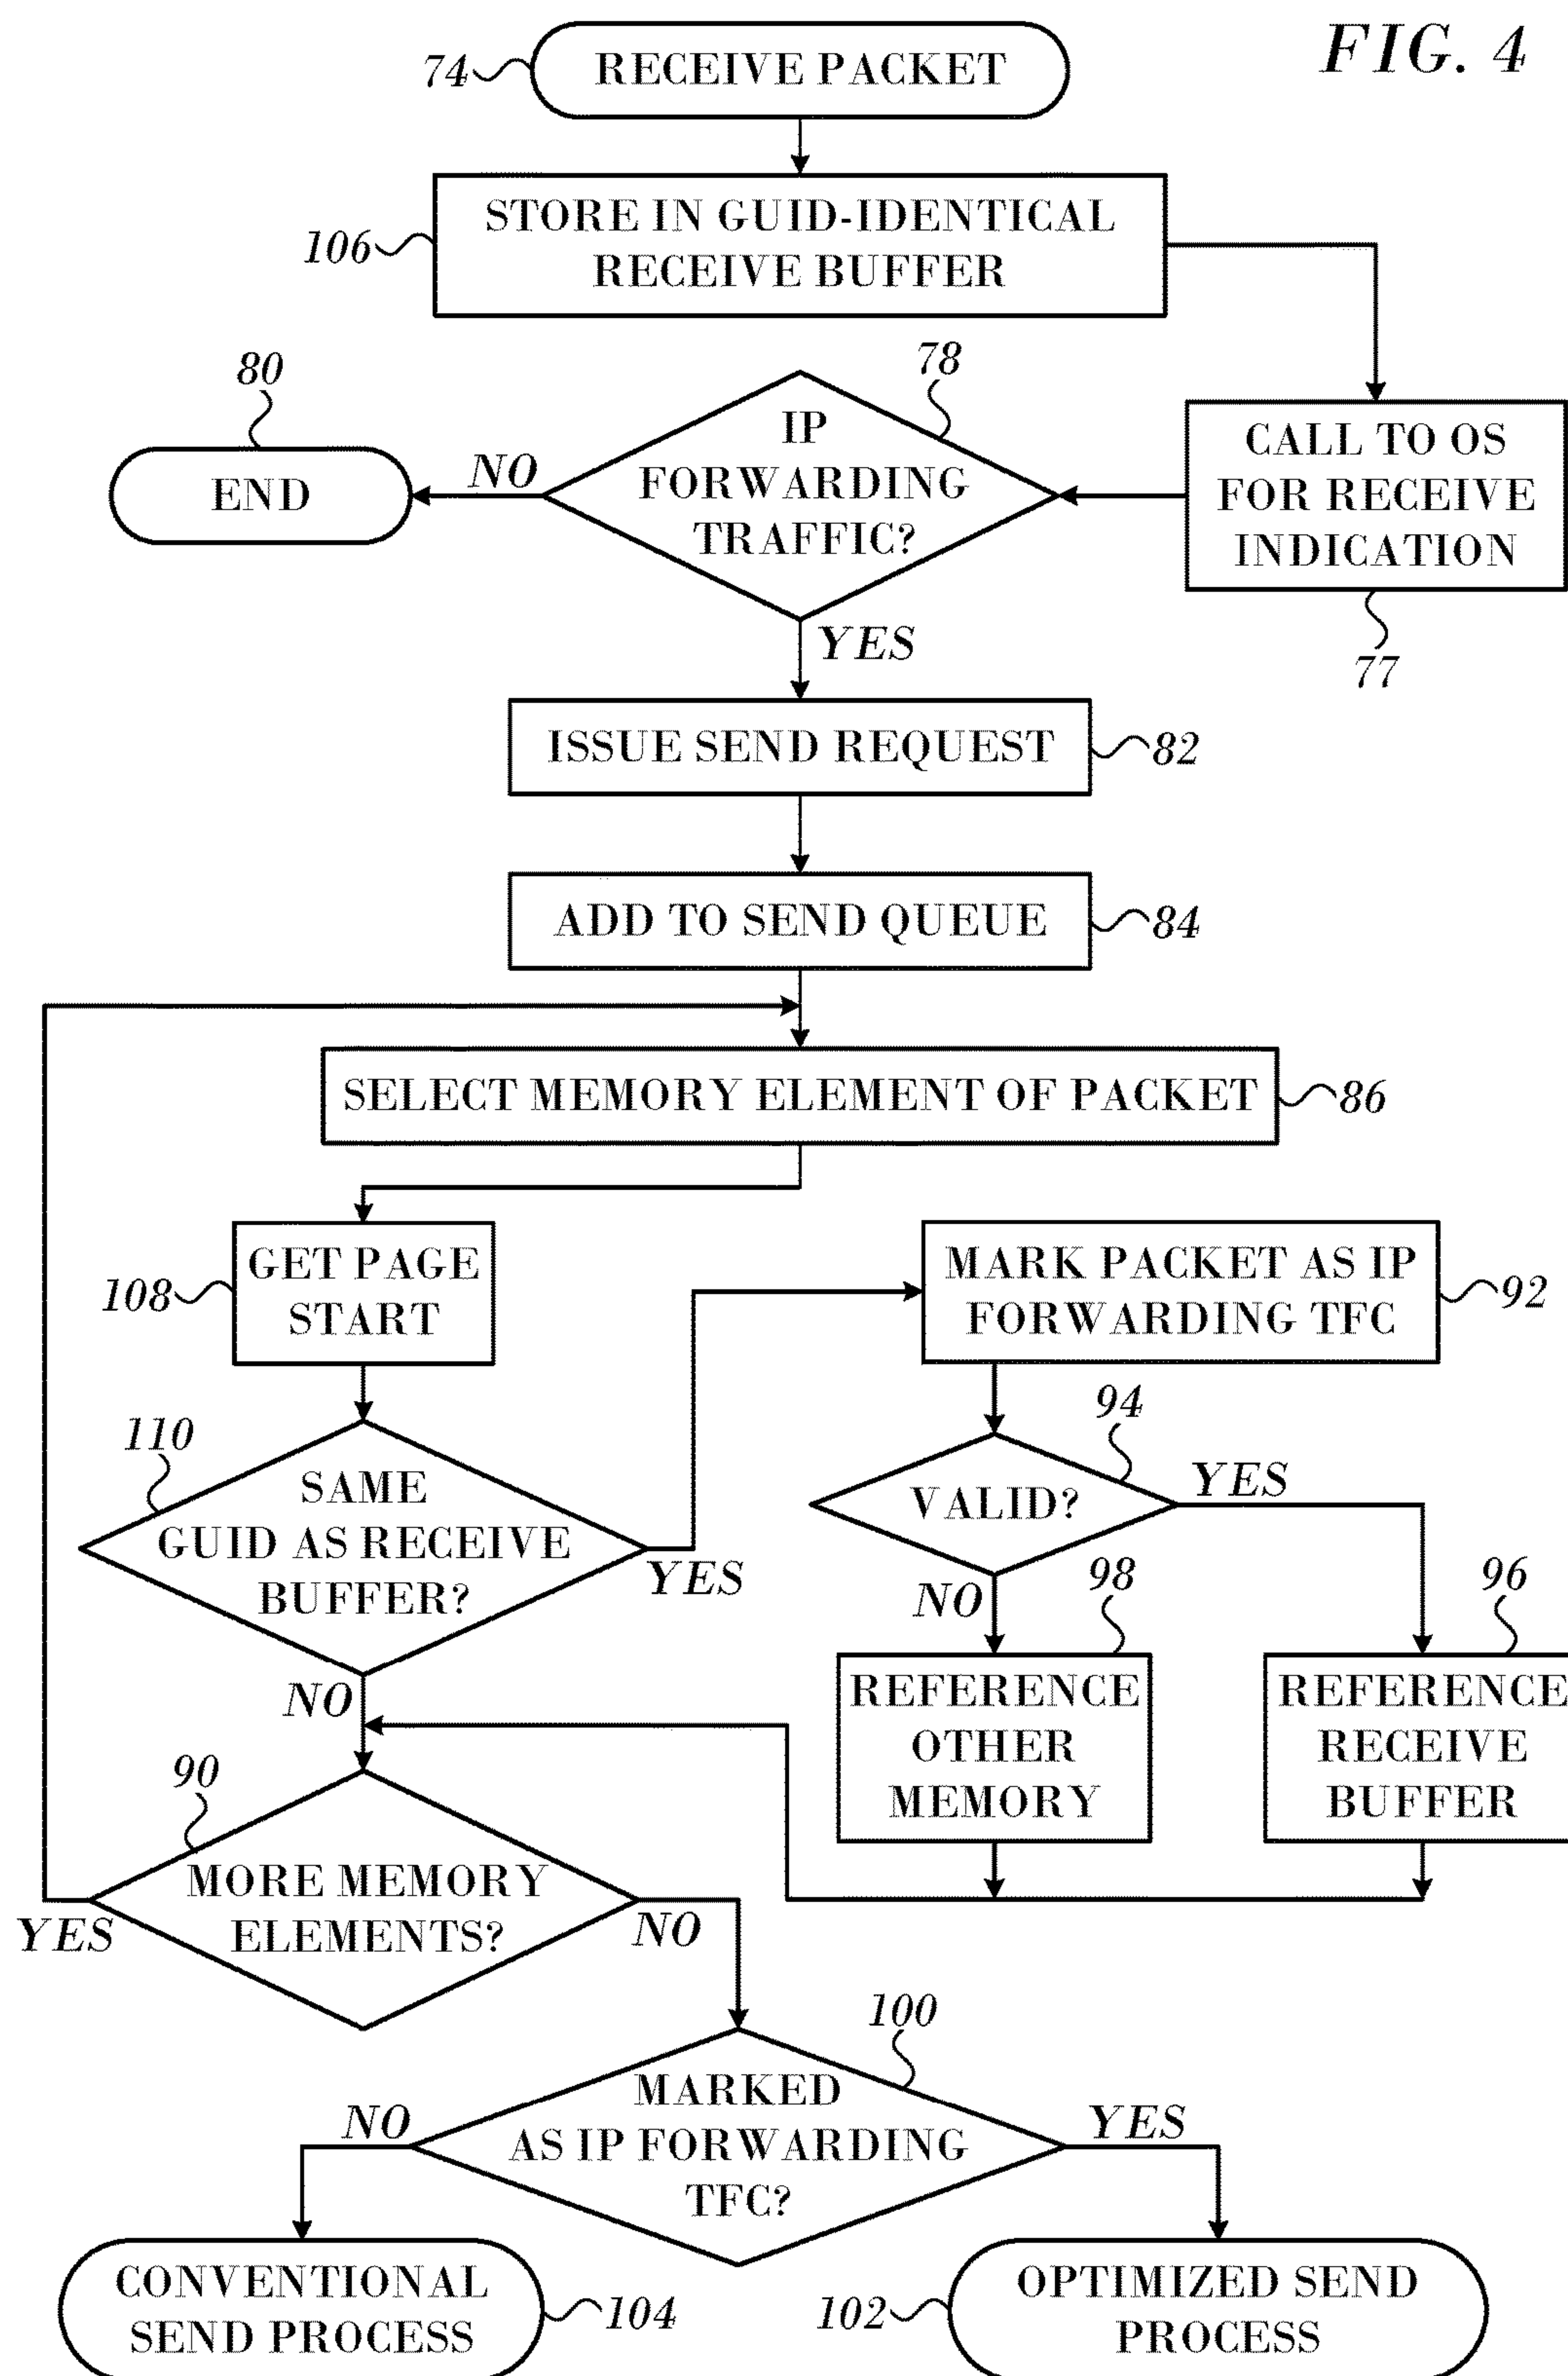 FIG. 4
74
RECEIVE PACKET
106
STORE IN GUID-IDENTICAL
RECEIVE BUFFER
80
END
NO
78
IP
FORWARDING
TRAFFIC?
YES
CALL TO OS
FOR RECEIVE
INDICATION
77
ISSUE SEND REQUEST
82
ADD TO SEND QUEUE
84
SELECT MEMORY ELEMENT OF PACKET
86
108
GET PAGE
START
MARK PACKET AS IP
FORWARDING TFC
92
110
SAME
GUID AS RECEIVE
BUFFER?
YES
NO
94
VALID?
YES
NO
98
REFERENCE
OTHER
MEMORY
96
REFERENCE
RECEIVE
BUFFER
90
MORE MEMORY
ELEMENTS?
YES
NO
100
MARKED
AS IP FORWARDING
TFC?
NO
YES
CONVENTIONAL
SEND PROCESS
104
102
OPTIMIZED SEND
PROCESS